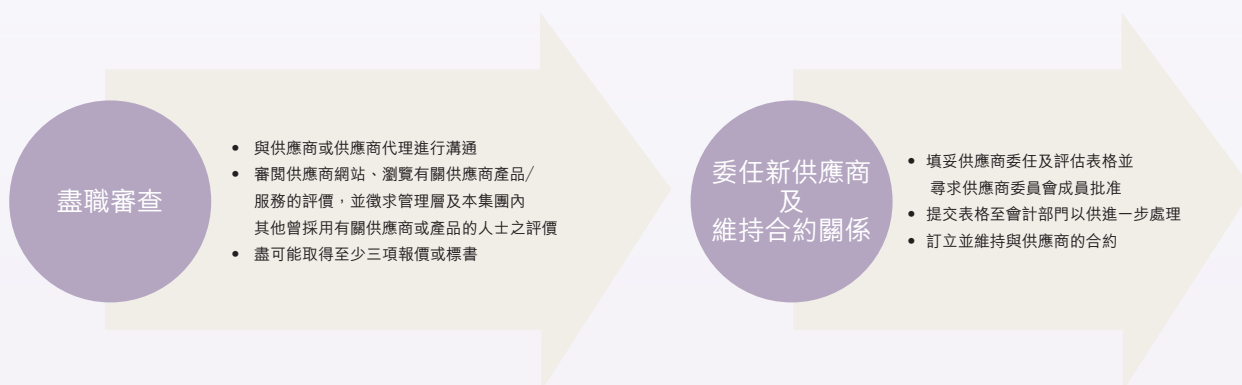 盡職審查
• 與供應商或供應商代理進行溝通
• 審閱供應商網站、瀏覽有關供應商產品/
服務的評價，並徵求管理層及本集團內
其他曾採用有關供應商或產品的人士之評價
• 盡可能取得至少三項報價或標書
委任新供應商
及
維持合約關係
• 填妥供應商委任及評估表格並
尋求供應商委員會成員批准
• 提交表格至會計部門以供進一步處理
• 訂立並維持與供應商的合約